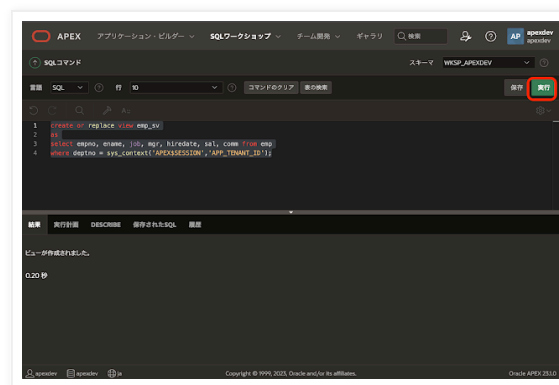 APEX アプリケーション・ビルダー SQLワークショップ チーム開発 ギャラリ 検索 AP apexdev
apexdev
SQLコマンド スキーマ WKSP_APEXDEV
言語 SQL 行 10 コマンドのクリア 表の検索 保存 実行
1 create or replace view emp_sv
2 as
3 select empno, ename, job, mgr, hiredate, sal, comm from emp
4 where deptno = sys_context('APEX$SESSION','APP_TENANT_ID');
結果 実行計画 DESCRIBE 保存されたSQL 履歴
ビューが作成されました。
0.20 秒
apexdev apexdev ja Copyright © 1999, 2023, Oracle and/or its affiliates. Oracle APEX 23.1.0